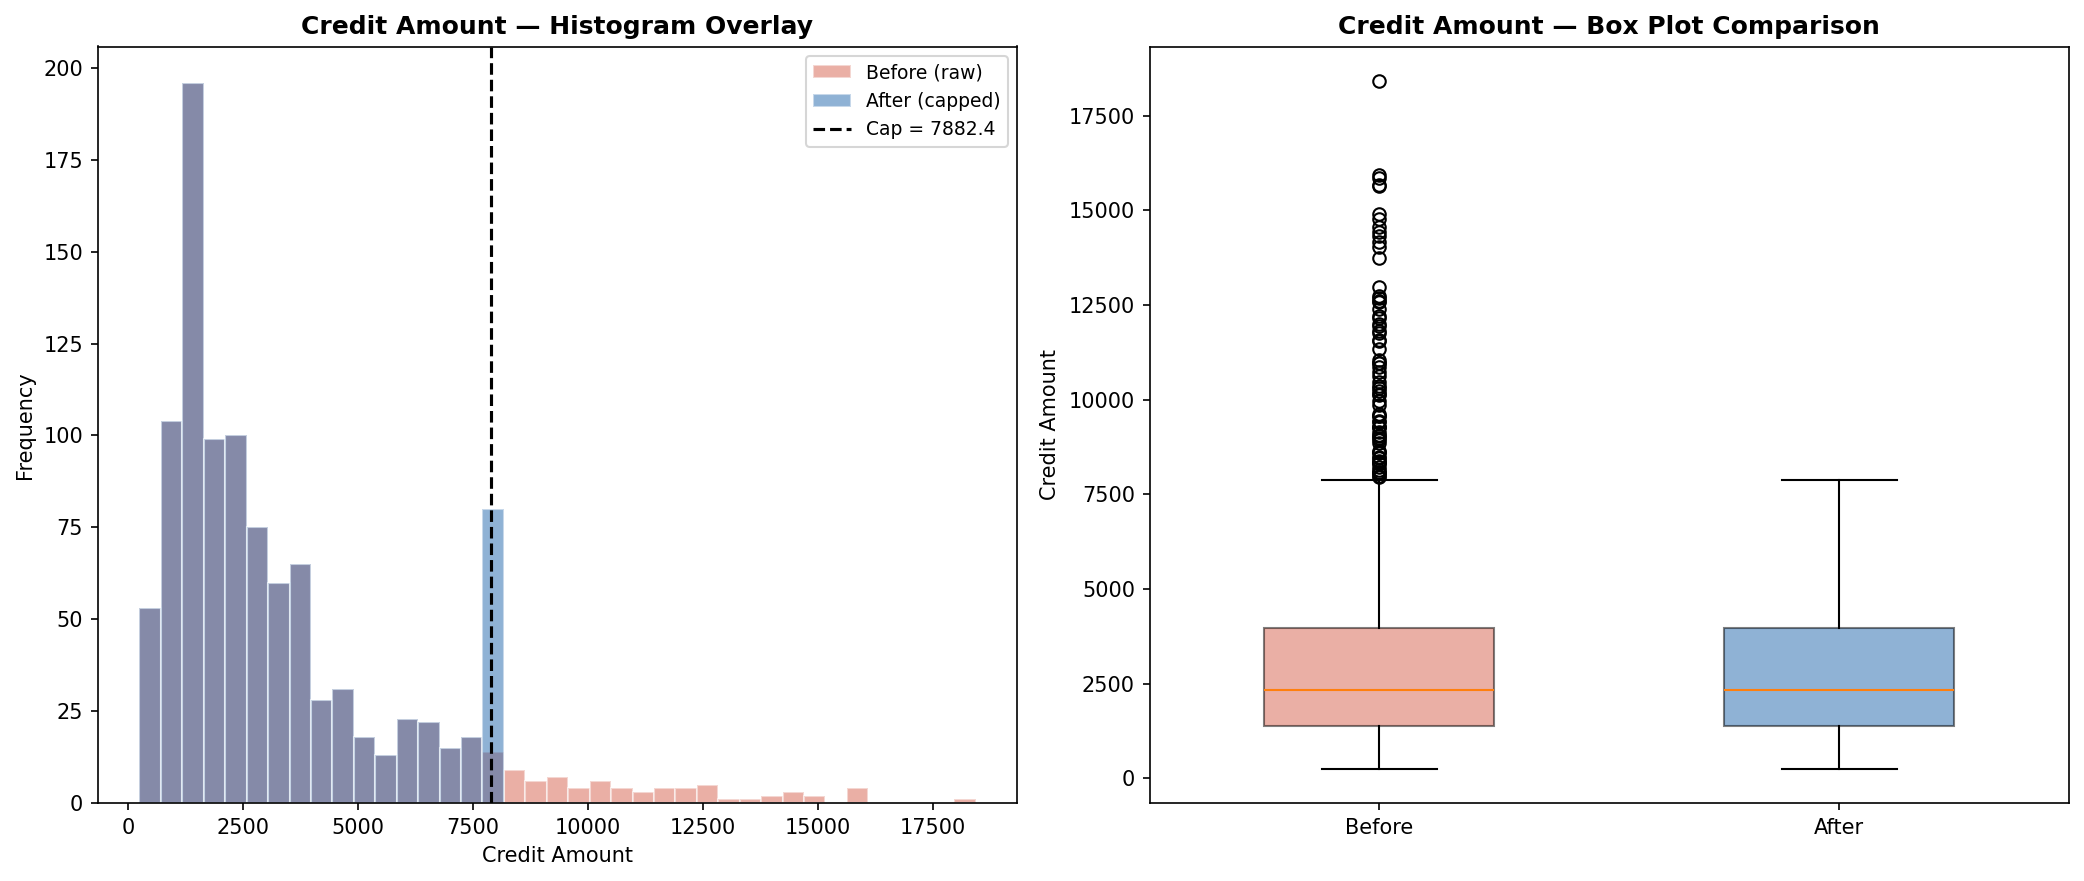 Credit Amount — Histogram Overlay
Before (raw)
After (capped)
Cap = 7882.4
200
175
150
125
100
75
50
25
0
Frequency
0 2500 5000 7500 10000 12500 15000 17500
Credit Amount
Credit Amount — Box Plot Comparison
17500
15000
12500
10000
7500
5000
2500
0
Credit Amount
Before After